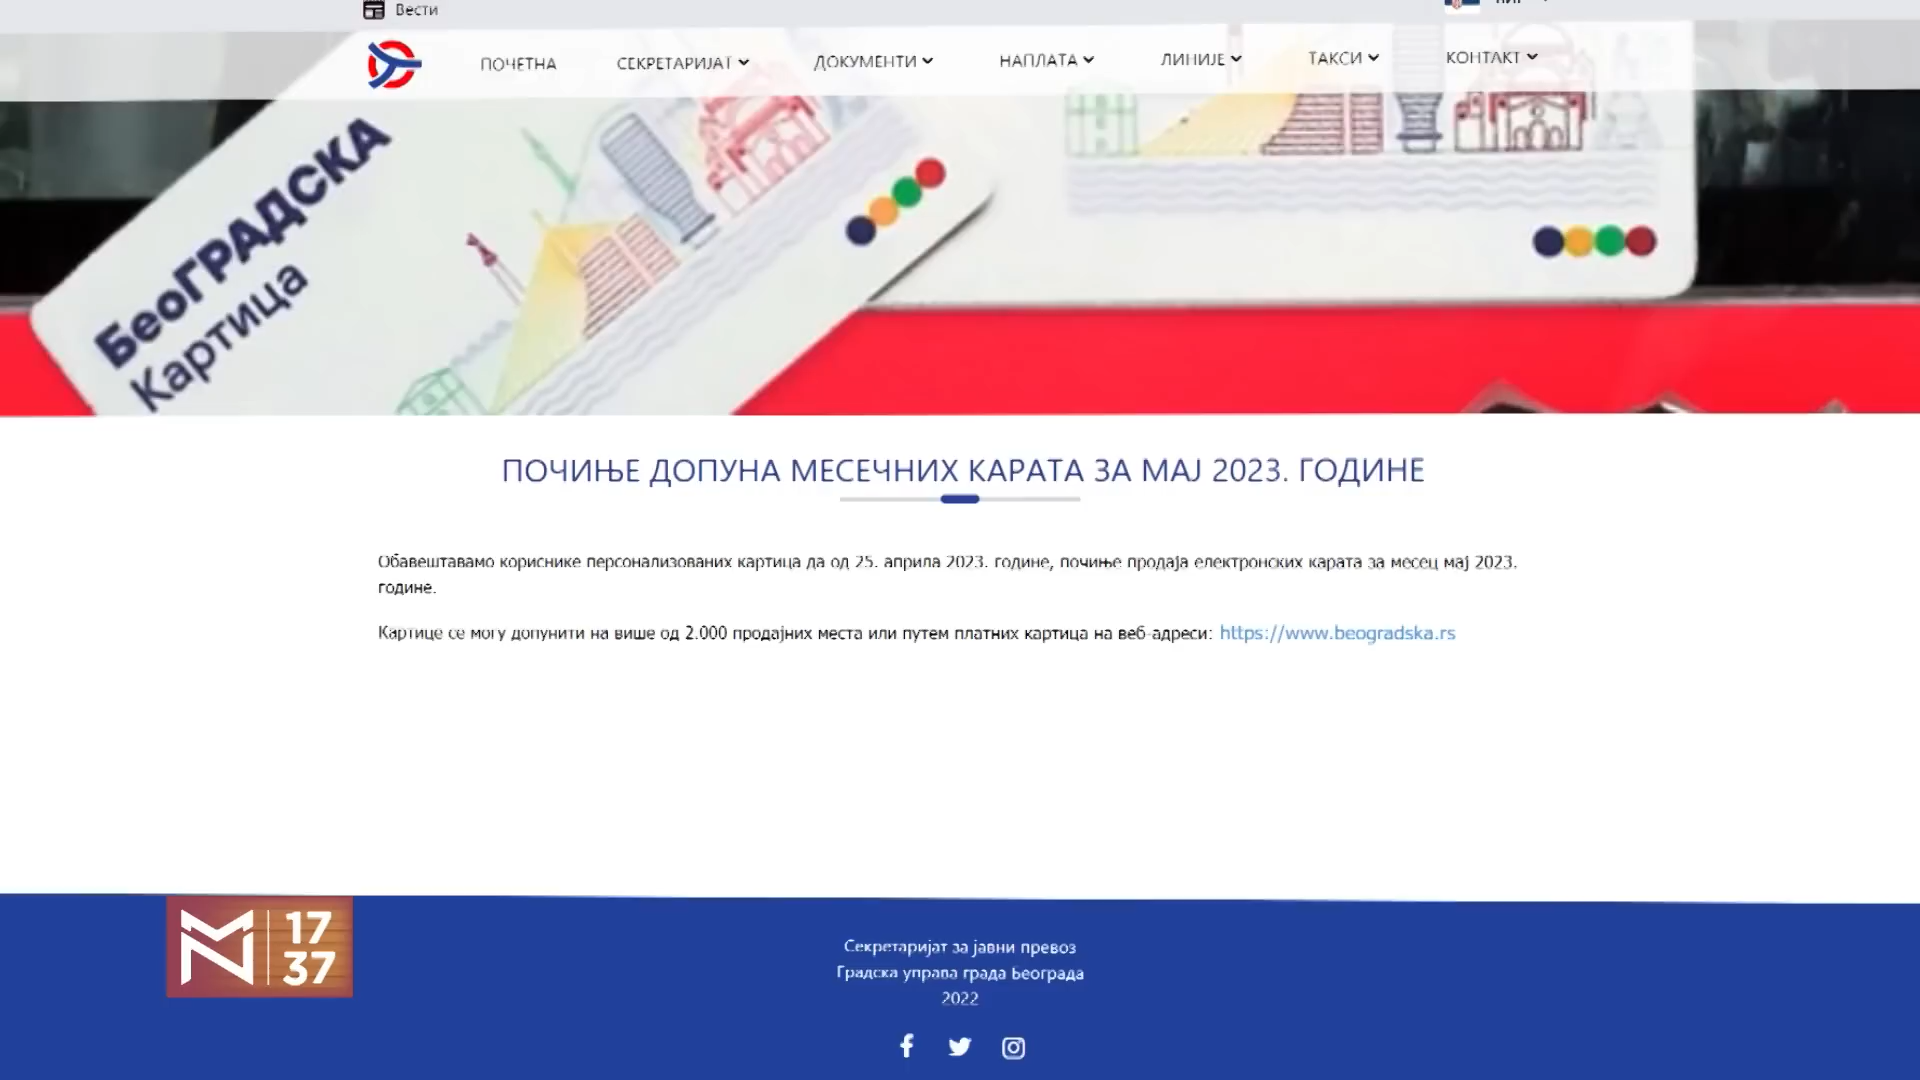 Вести
ПОЧЕТНА СЕКРЕТАРИЈАТ ДОКУМЕНТИ НАПЛАТА ЛИНИЈЕ ТАКСИ КОНТАКТ
БеоГРАДСКА
Картица
ПОЧИЊЕ ДОПУНА МЕСЕЧНИХ КАРАТА ЗА МАЈ 2023. ГОДИНЕ
Обавештавамо кориснике персонализованих картица да од 25. априла 2023. године, почиње продаја електронских карата за месец мај 2023.
године.
Картице се могу допунити на више од 2.000 продајних места или путем платних картица на веб адреси: https://www.beogradska.rs
17
37
Секретаријат за јавни превоз
Градска управа града Београда
2022